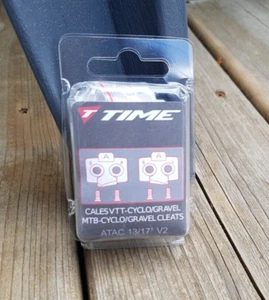 TIME
CALES VTT-CYCLO/GRAVEL
MTB-CYCLO/GRAVEL CLEATS
ATAC 13/17° V2